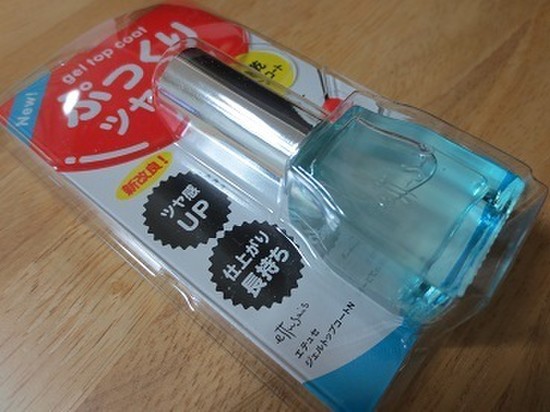 New!
gel top coat
ぷっくり
ツヤ
新改良！
ツヤ感
UP
仕上がり
長持ち
ettusais
エテュセ
ジェルトップコートN